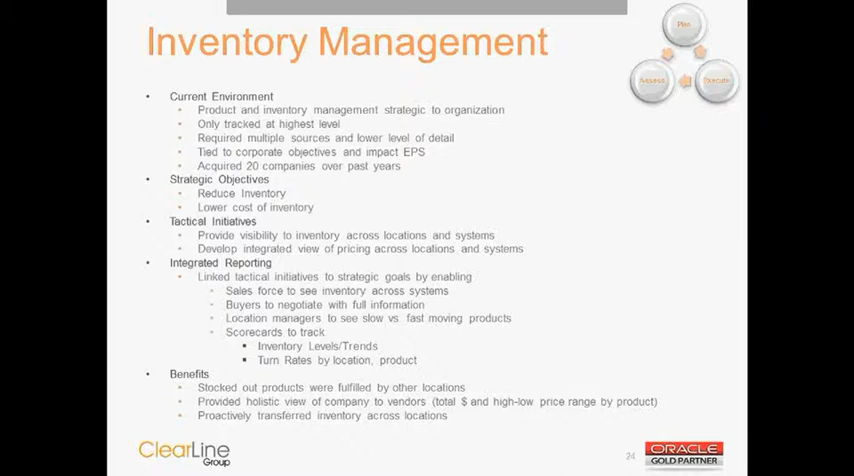 Inventory Management
Plan
Assess
Execute
• Current Environment
• Product and inventory management strategic to organization
• Only tracked at highest level
• Required multiple sources and lower level of detail
• Tied to corporate objectives and impact EPS
• Acquired 20 companies over past years
• Strategic Objectives
• Reduce Inventory
• Lower cost of inventory
• Tactical Initiatives
• Provide visibility to inventory across locations and systems
• Develop integrated view of pricing across locations and systems
• Integrated Reporting
• Linked tactical initiatives to strategic goals by enabling
• Sales force to see inventory across systems
• Buyers to negotiate with full information
• Location managers to see slow vs. fast moving products
• Scorecards to track
▪ Inventory Levels/Trends
▪ Turn Rates by location, product
• Benefits
• Stocked out products were fulfilled by other locations
• Provided holistic view of company to vendors (total $ and high-low price range by product)
• Proactively transferred inventory across locations
ClearLine
Group
24
ORACLE
GOLD PARTNER